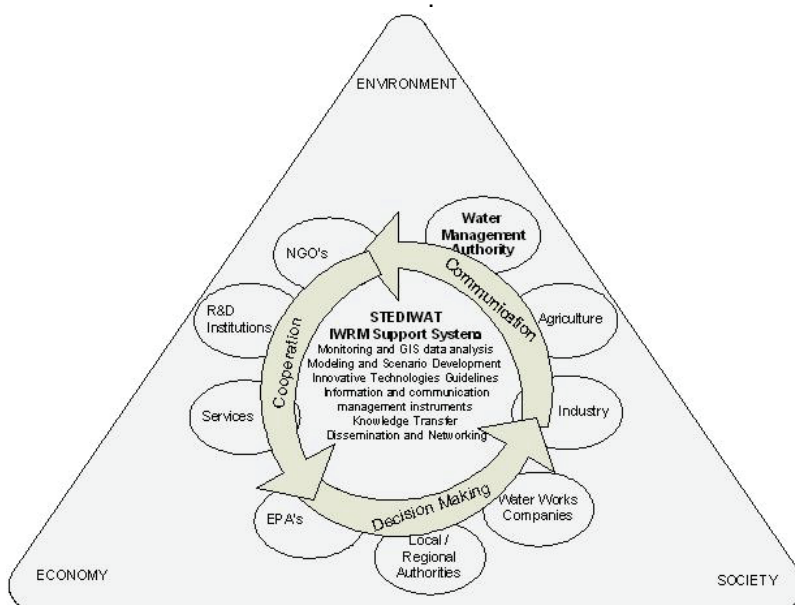 ENVIRONMENT
Water
Management
Authority
NGO's
Communication
R&D
Institutions
Agriculture
STEDIWAT
IWRM Support System
Monitoring and GIS data analysis
Modeling and Scenario Development
Innovative Technologies Guidelines
Information and communication
management instruments
Knowledge Transfer
Dissemination and Networking
Cooperation
Services
Industry
Decision Making
EPA's
Water Works
Companies
Local /
Regional
Authorities
ECONOMY
SOCIETY